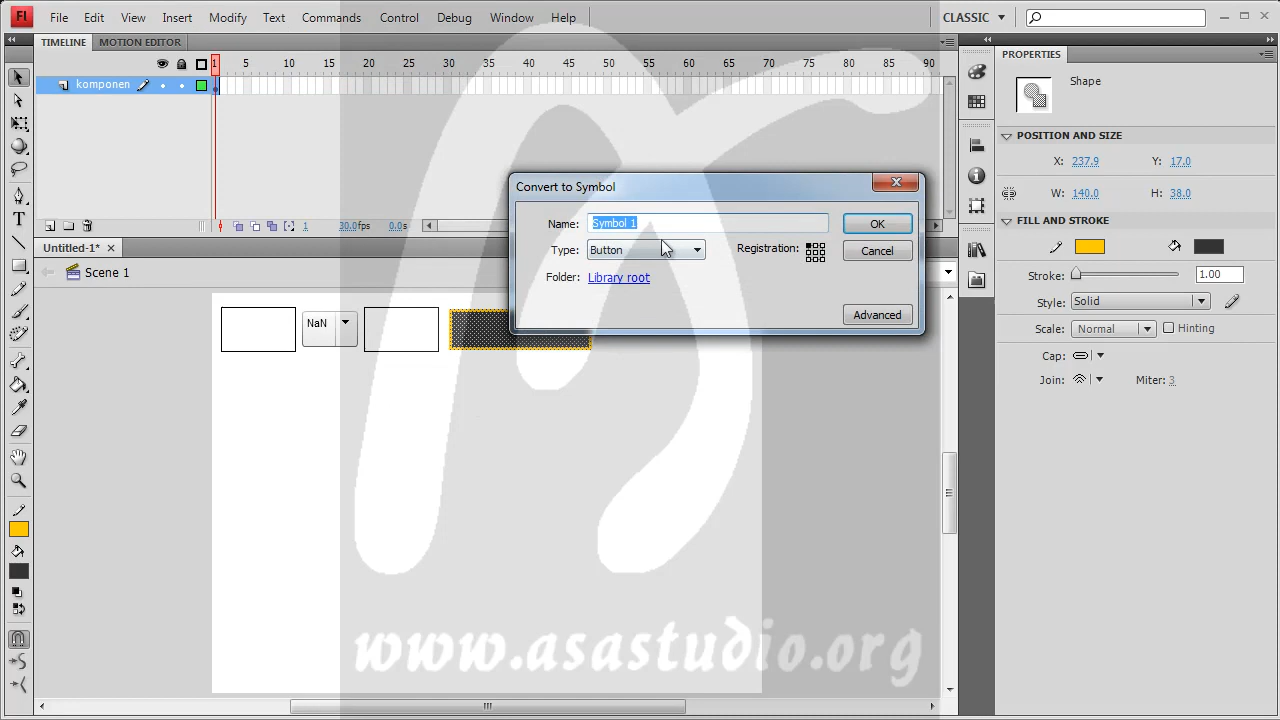 Fl File Edit View Insert Modify Text Commands Control Debug Window Help CLASSIC
TIMELINE MOTION EDITOR
1 5 10 15 20 25 30 35 40 45 50 55 60 65 70 75 80 85 90
komponen
1 30.0fps 0.0s
Untitled-1*
Scene 1
NaN
Convert to Symbol
Name: Symbol 1 OK
Type: Button Registration: Cancel
Folder: Library root
Advanced
PROPERTIES
Shape
POSITION AND SIZE
X: 237.9 Y: 17.0
W: 140.0 H: 38.0
FILL AND STROKE
Stroke: 1.00
Style: Solid
Scale: Normal Hinting
Cap:
Join: Miter: 3
www.asastudio.org